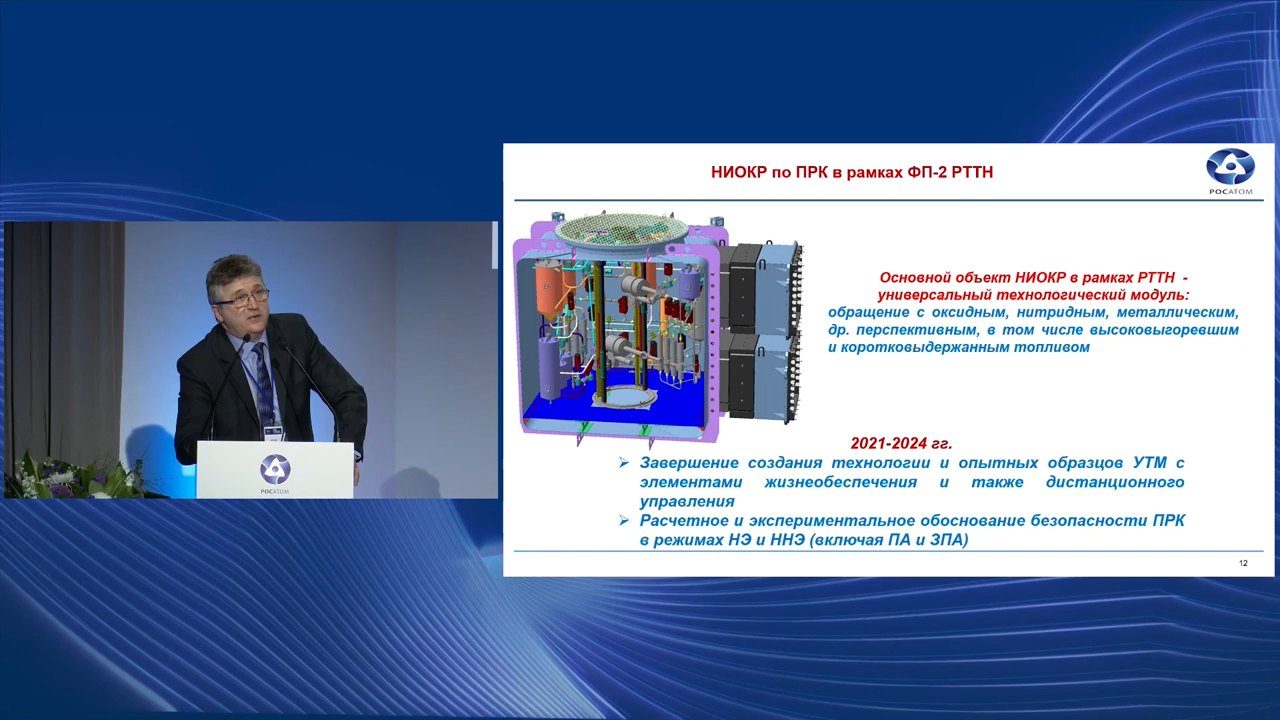 НИОКР по ПРК в рамках ФП-2 РТТН
РОСАТОМ
Основной объект НИОКР в рамках РТТН -
универсальный технологический модуль:
обращение с оксидным, нитридным, металлическим,
др. перспективным, в том числе высоковыгоревшим
и коротковыдержанным топливом
2021-2024 гг.
Завершение создания технологии и опытных образцов УТМ с
элементами жизнеобеспечения и также дистанционного
управления
Расчетное и экспериментальное обоснование безопасности ПРК
в режимах НЭ и ННЭ (включая ПА и ЗПА)
12
РОСАТОМ